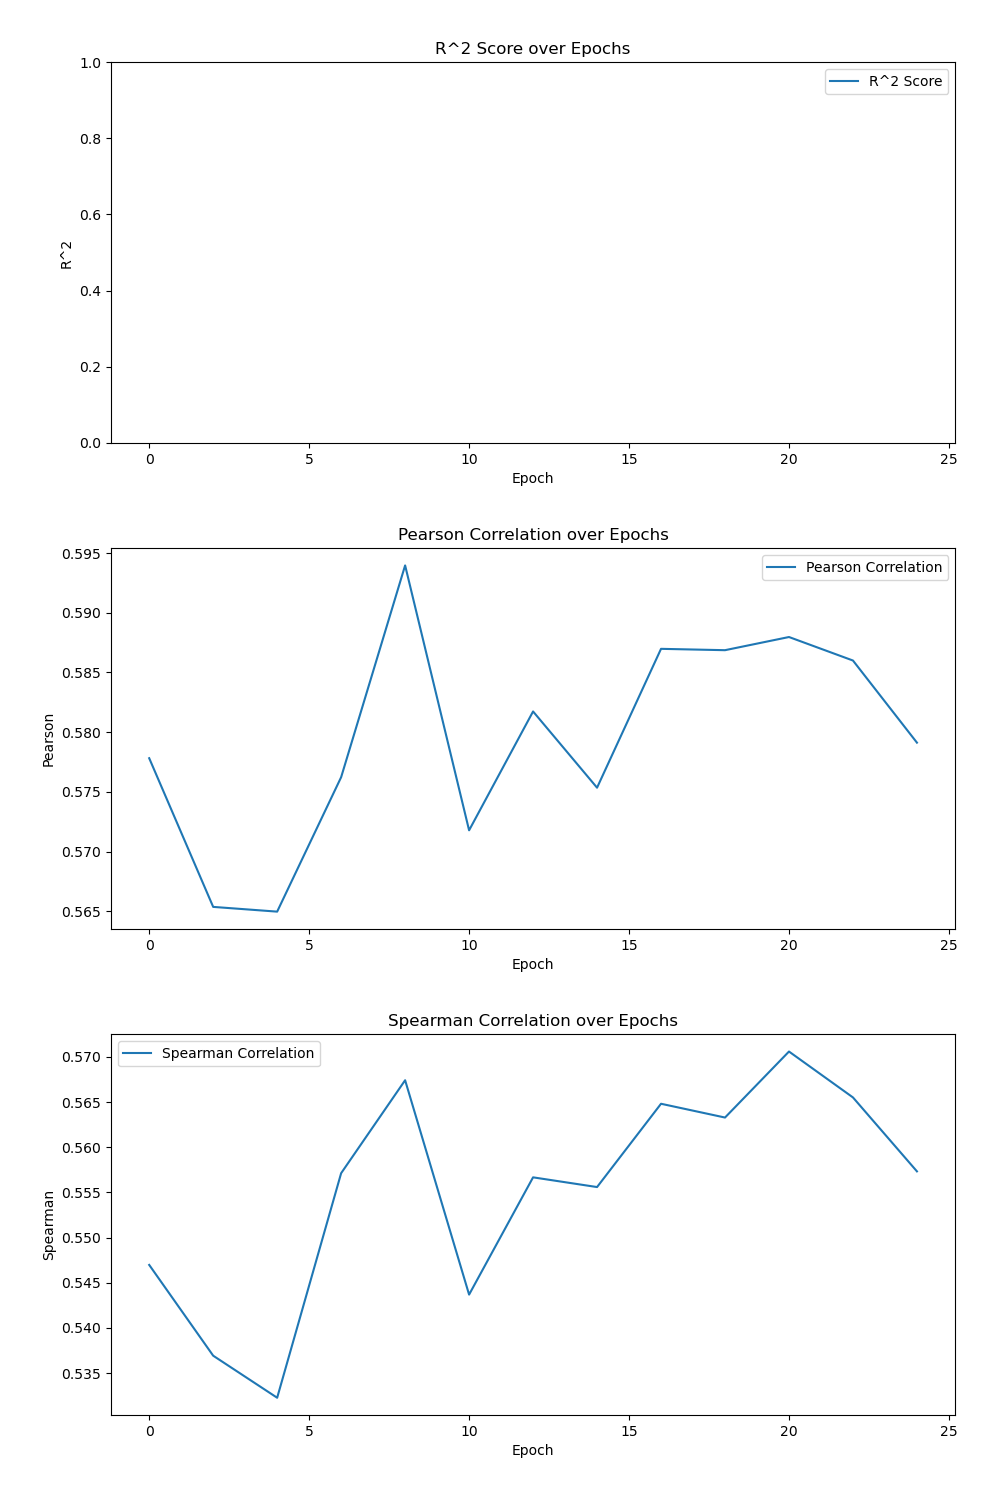 R^2 Score over Epochs
1.0
R^2 Score
0.8
0.6
R^2
0.4
0.2
0.0
0 5 10 15 20 25
Epoch
Pearson Correlation over Epochs
0.595
Pearson Correlation
0.590
0.585
0.580
Pearson
0.575
0.570
0.565
0 5 10 15 20 25
Epoch
Spearman Correlation over Epochs
0.570
Spearman Correlation
0.565
0.560
0.555
Spearman
0.550
0.545
0.540
0.535
0 5 10 15 20 25
Epoch